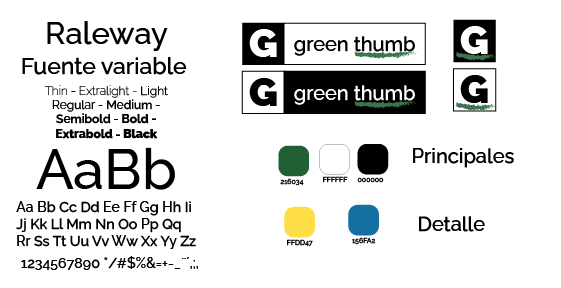 Raleway
Fuente variable
Thin - Extralight - Light
Regular - Medium -
Semibold - Bold -
Extrabold - Black
AaBb
Aa Bb Cc Dd Ee Ff Gg Hh Ii
Jj Kk Ll Mm Nn Oo Pp Qq
Rr Ss Tt Uu Vv Ww Xx Yy Zz
1234567890 "/#$%&=+-_¨´,;.
G green thumb
G
G green thumb
G
216034
FFFFFF
000000
Principales
FFDD47
156FA2
Detalle